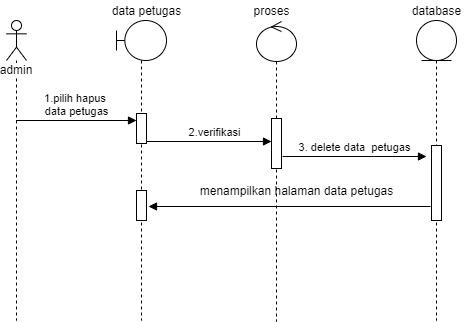 data petugas
proses
database
admin
1.pilih hapus
data petugas
2.verifikasi
3. delete data petugas
menampilkan halaman data petugas